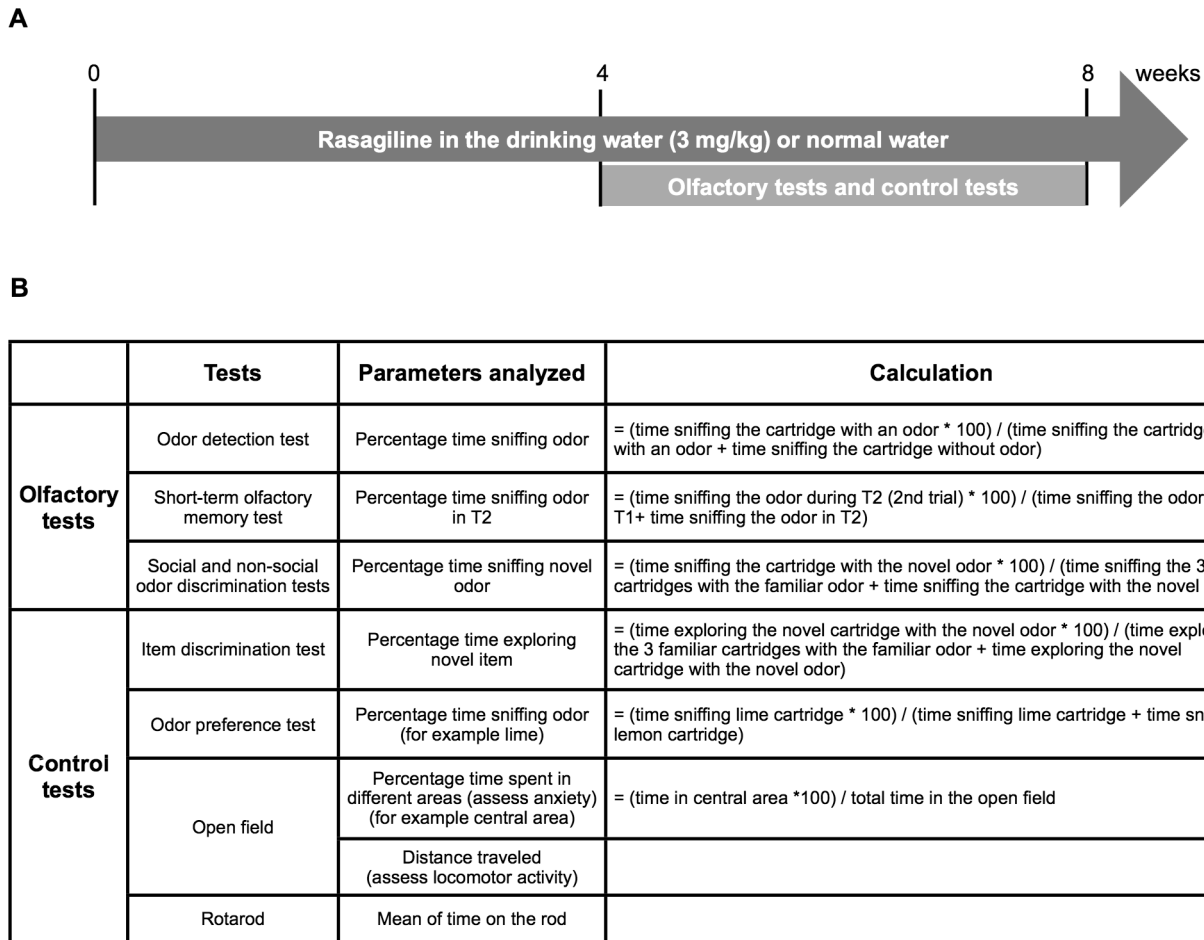 A
0
4
8
weeks
Rasagiline in the drinking water (3 mg/kg) or normal water
Olfactory tests and control tests
B
Tests
Parameters analyzed
Calculation
Olfactory
tests
Odor detection test
Percentage time sniffing odor
= (time sniffing the cartridge with an odor * 100) / (time sniffing the
with an odor + time sniffing the cartridge without odor)
Short-term olfactory
memory test
Percentage time sniffing odor
in T2
= (time sniffing the odor during T2 (2nd trial) * 100) / (time sniffing the odor
T1+ time sniffing the odor in T2)
Social and non-social
odor discrimination tests
Percentage time sniffing novel
odor
= (time sniffing the cartridge with the novel odor * 100) / (time sniffing the 3
cartridges with the familiar odor + time sniffing the cartridge with the novel
Control
tests
Item discrimination test
Percentage time exploring
novel item
= (time exploring the novel cartridge with the novel odor * 100) / (time
the 3 familiar cartridges with the familiar odor + time exploring the novel
cartridge with the novel odor)
Odor preference test
Percentage time sniffing odor
(for example lime)
= (time sniffing lime cartridge * 100) / (time sniffing lime cartridge + time
lemon cartridge)
Open field
Percentage time spent in
different areas (assess anxiety)
(for example central area)
= (time in central area *100) / total time in the open field
Distance traveled
(assess locomotor activity)
Rotarod
Mean of time on the rod